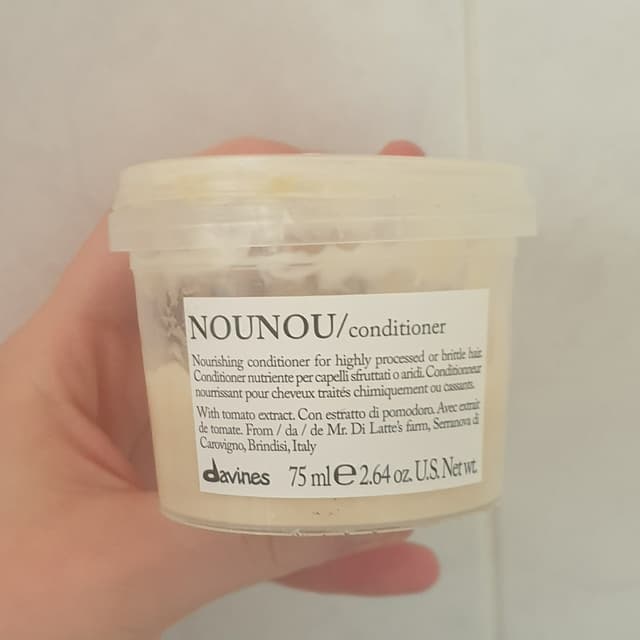 NOUNOU/conditioner
Nourishing conditioner for highly processed or brittle hair.
Conditioner nutriente per capelli sfruttati o aridi. Conditionneur
nourrissant pour cheveux traités chimiquement ou cassants.
With tomato extract. Con estratto di pomodoro. Avec extrait
de tomate. From / da / de Mr. Di Latte's farm, Serranova di
Carovigno, Brindisi, Italy
davines 75 ml ℮ 2.64 oz. U.S. Net wt.